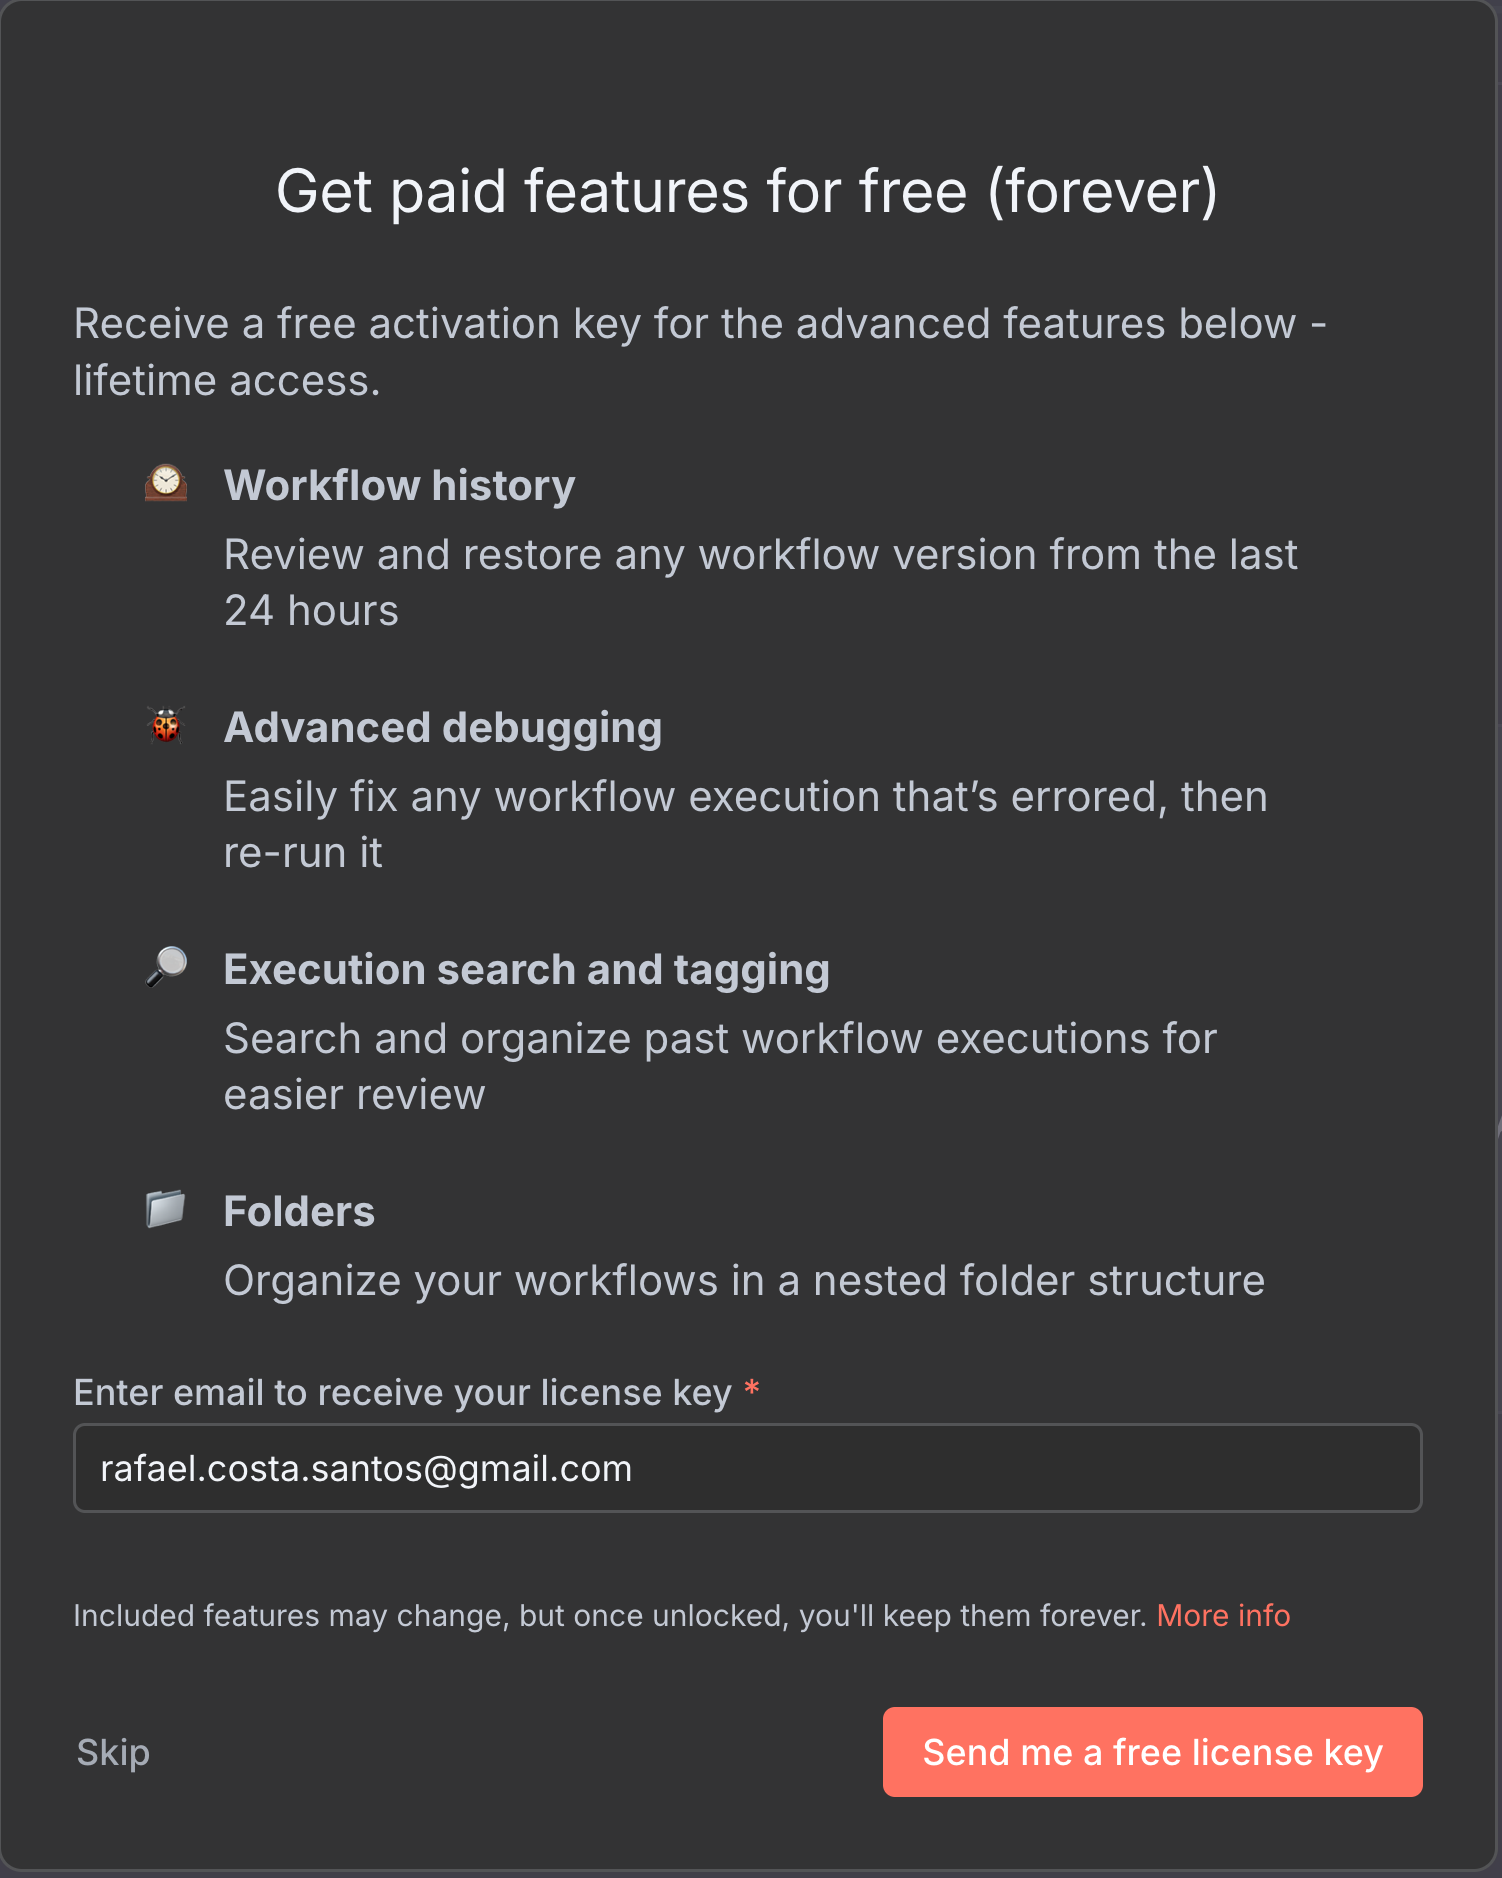 Get paid features for free (forever)
Receive a free activation key for the advanced features below -
lifetime access.
Workflow history
Review and restore any workflow version from the last
24 hours
Advanced debugging
Easily fix any workflow execution that’s errored, then
re-run it
Execution search and tagging
Search and organize past workflow executions for
easier review
Folders
Organize your workflows in a nested folder structure
Enter email to receive your license key *
rafael.costa.santos@gmail.com
Included features may change, but once unlocked, you'll keep them forever. More info
Skip
Send me a free license key